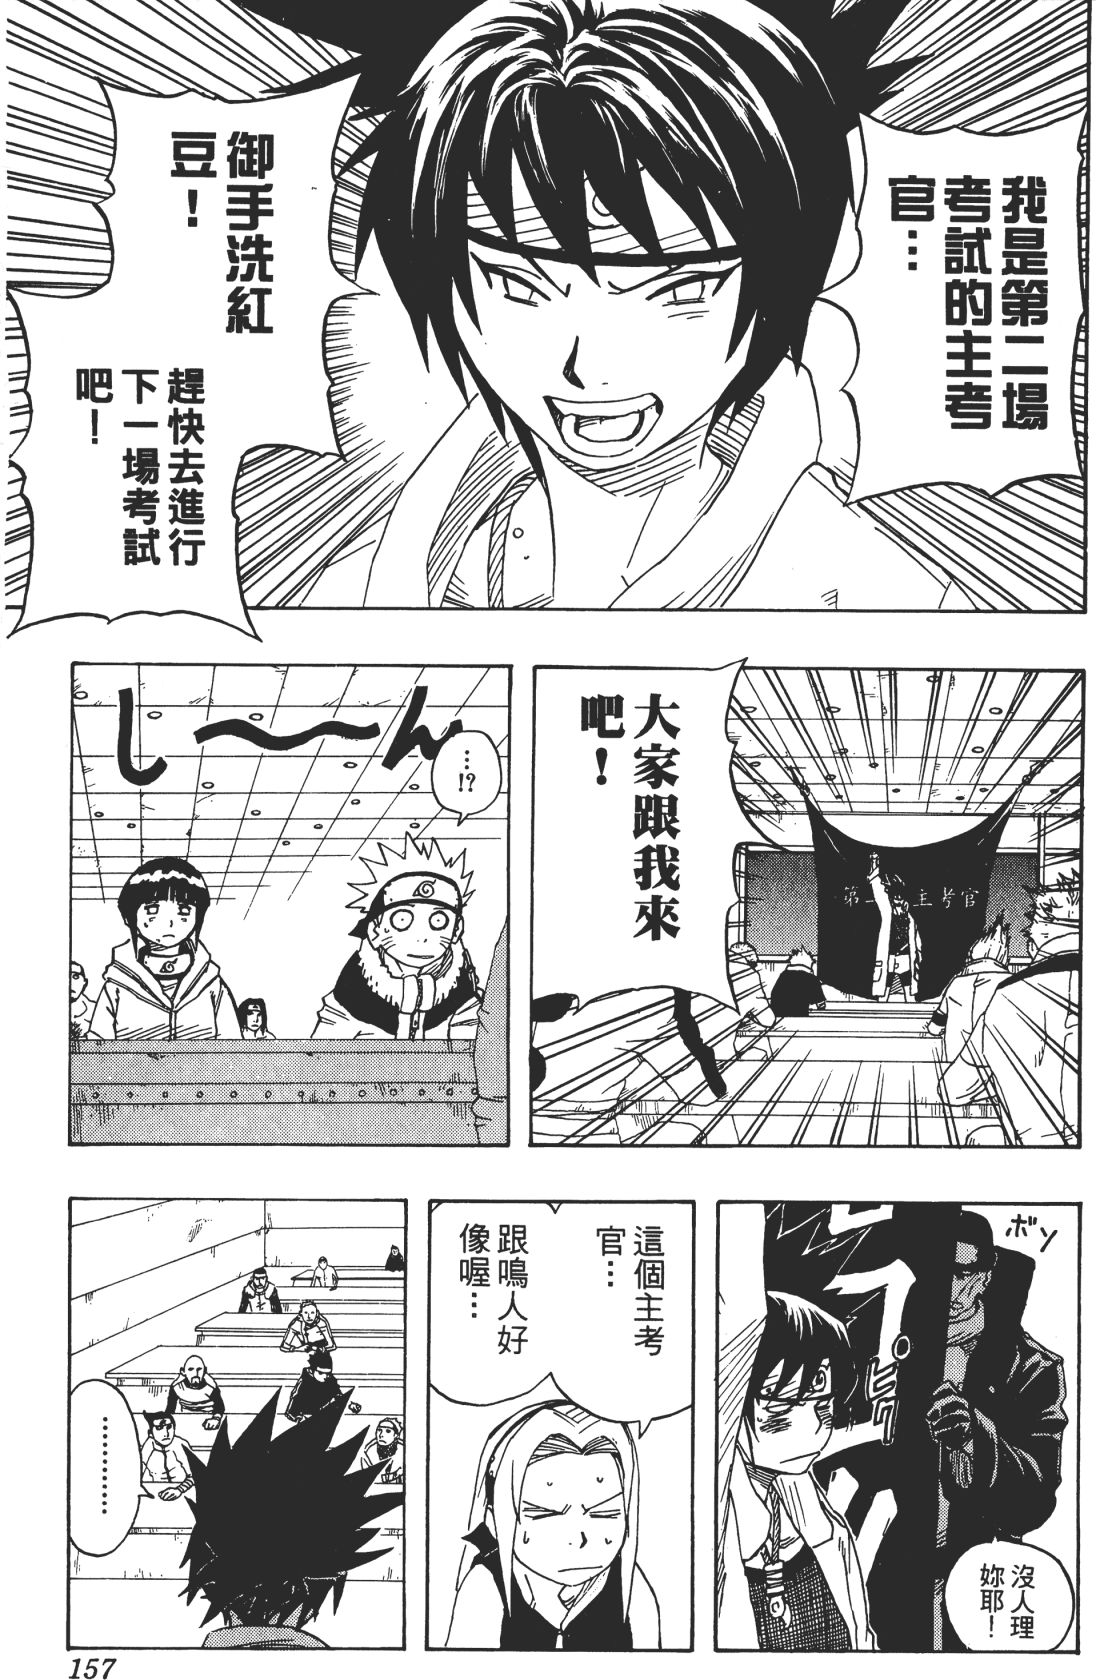 我是第二場
考試的主考
官…
御手洗紅
豆！
趕快去進行
下一場考試
吧！
大家跟我來
吧！
第二
主考官
し～ん
…!?
ボソ
ピク
沒人理
妳耶！
這個主考
官…
跟鳴人好
像喔…
…………
157